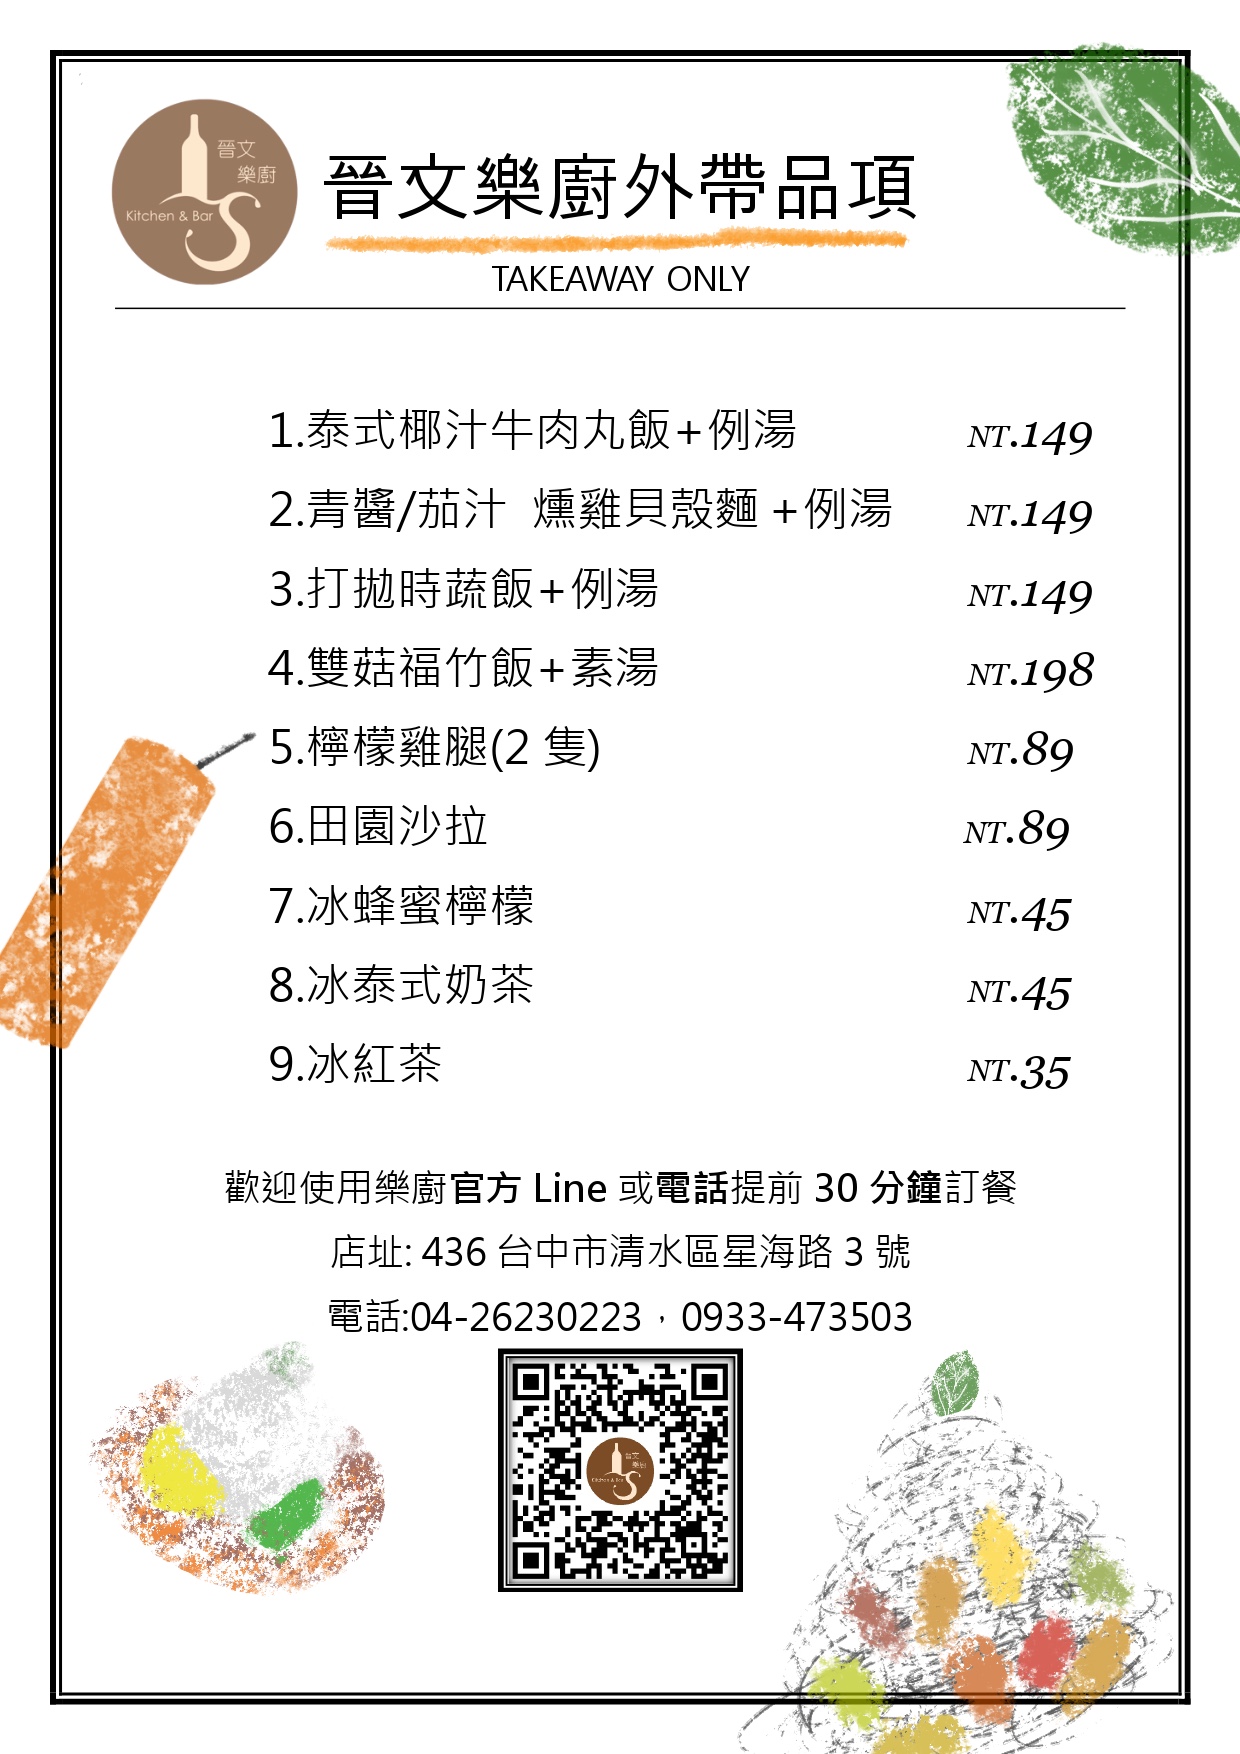 晉文
樂廚
Kitchen & Bar
晉文樂廚外帶品項
TAKEAWAY ONLY
1.泰式椰汁牛肉丸飯+例湯 NT.149
2.青醬/茄汁 燻雞貝殼麵+例湯 NT.149
3.打拋時蔬飯+例湯 NT.149
4.雙菇福竹飯+素湯 NT.198
5.檸檬雞腿(2 隻) NT.89
6.田園沙拉 NT.89
7.冰蜂蜜檸檬 NT.45
8.冰泰式奶茶 NT.45
9.冰紅茶 NT.35
歡迎使用樂廚官方 Line 或電話提前 30 分鐘訂餐
店址: 436 台中市清水區星海路 3 號
電話:04-26230223，0933-473503
晉文
樂廚
Kitchen & Bar